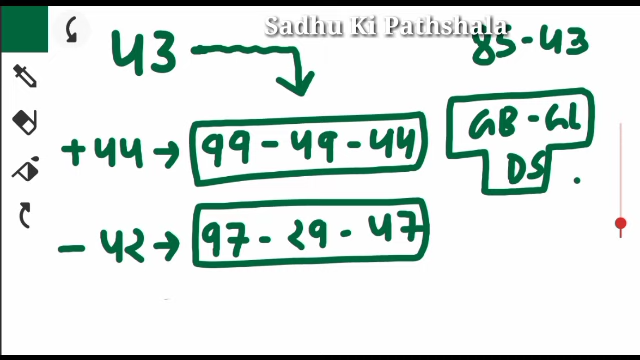 Sadhu Ki Pathshala
43
85-43
+44 → 99-49-44
GB-GL
DS
-42 → 97-29-47